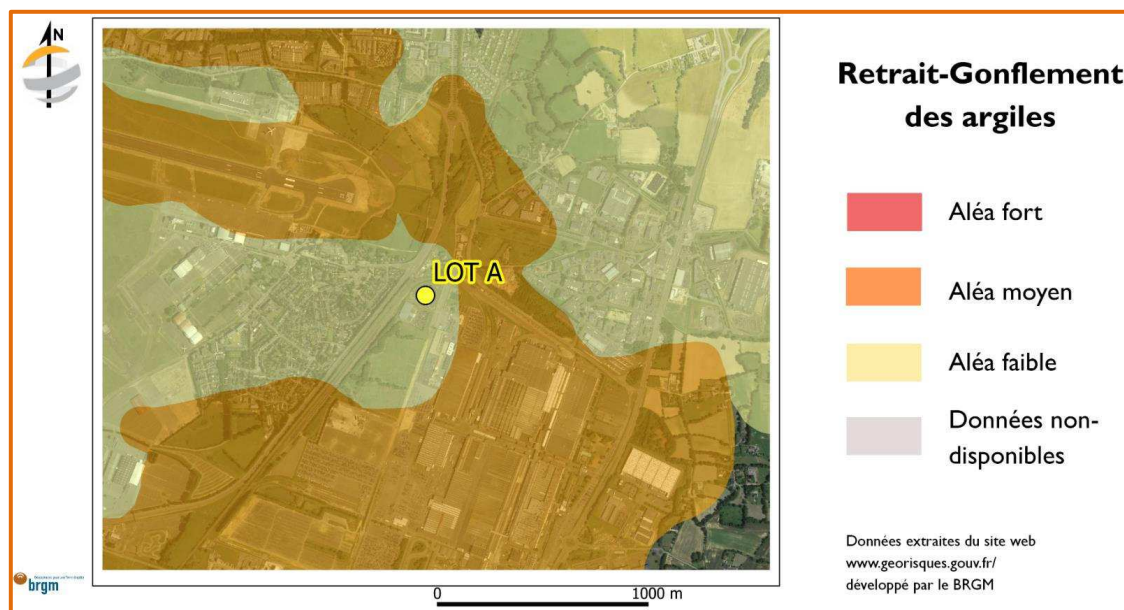 N
LOT A
Retrait-Gonflement
des argiles
Aléa fort
Aléa moyen
Aléa faible
Données non-
disponibles
Données extraites du site web
www.georisques.gouv.fr/
développé par le BRGM
brgm
0 1000 m